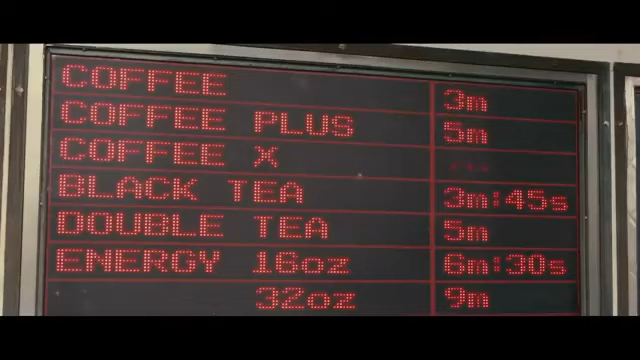 COFFEE 3m
COFFEE PLUS 5m
COFFEE X
BLACK TEA 3m:45s
DOUBLE TEA 5m
ENERGY 16oz 6m:30s
32oz 9m